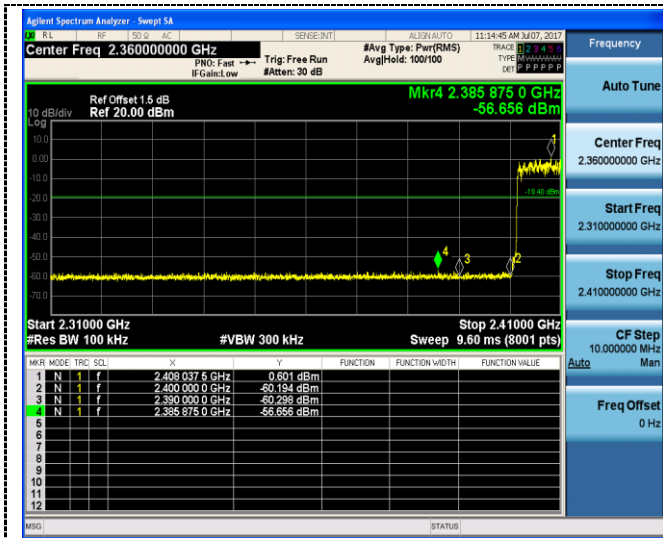 Agilent Spectrum Analyzer - Swept SA
RL RF 50 Ω AC SENSE:INT ALIGN AUTO 11:14:45 AM Jul 07, 2017
Center Freq 2.360000000 GHz
PNO: Fast
IFGain:Low
Trig: Free Run
#Atten: 30 dB
#Avg Type: Pwr(RMS)
Avg|Hold: 100/100
TRACE 1 2 3 4 5 6
TYPE M
DET P P P P P P
Frequency
Mkr4 2.385 875 0 GHz
-56.656 dBm
Ref Offset 1.5 dB
Ref 20.00 dBm
10 dB/div
Log
10.0
0.00
-10.0
-20.0
-30.0
-40.0
-50.0
-60.0
-70.0
-19.40 dBm
1
4
3
2
Start 2.31000 GHz
Stop 2.41000 GHz
#Res BW 100 kHz #VBW 300 kHz Sweep 9.60 ms (8001 pts)
MKR MODE TRC SCL X Y FUNCTION FUNCTION WIDTH FUNCTION VALUE
1 N 1 f 2.408 037 5 GHz 0.601 dBm
2 N 1 f 2.400 000 0 GHz -60.194 dBm
3 N 1 f 2.390 000 0 GHz -60.298 dBm
4 N 1 f 2.385 875 0 GHz -56.656 dBm
5
6
7
8
9
10
11
12
MSG STATUS
Auto Tune
Center Freq
2.360000000 GHz
Start Freq
2.310000000 GHz
Stop Freq
2.410000000 GHz
CF Step
10.000000 MHz
Auto Man
Freq Offset
0 Hz